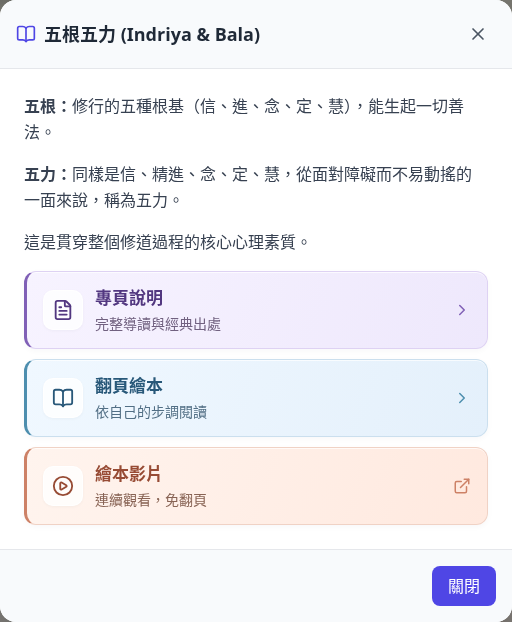 五根五力 (Indriya & Bala)
五根：修行的五種根基（信、進、念、定、慧），能生起一切善
法。
五力：同樣是信、精進、念、定、慧，從面對障礙而不易動搖的
一面來說，稱為五力。
這是貫穿整個修道過程的核心心理素質。
專頁說明
完整導讀與經典出處
翻頁繪本
依自己的步調閱讀
繪本影片
連續觀看，免翻頁
關閉